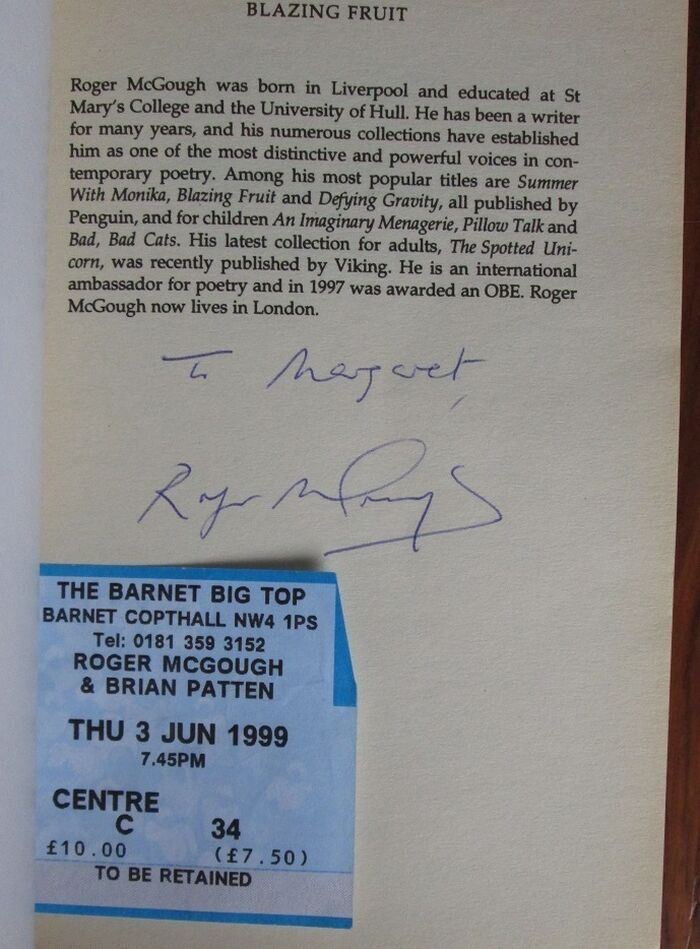 BLAZING FRUIT
Roger McGough was born in Liverpool and educated at St
Mary's College and the University of Hull. He has been a writer
for many years, and his numerous collections have established
him as one of the most distinctive and powerful voices in con-
temporary poetry. Among his most popular titles are Summer
With Monika, Blazing Fruit and Defying Gravity, all published by
Penguin, and for children An Imaginary Menagerie, Pillow Talk and
Bad, Bad Cats. His latest collection for adults, The Spotted Uni-
corn, was recently published by Viking. He is an international
ambassador for poetry and in 1997 was awarded an OBE. Roger
McGough now lives in London.
To Margaret,
Roger McGough
THE BARNET BIG TOP
BARNET COPTHALL NW4 1PS
Tel: 0181 359 3152
ROGER MCGOUGH
& BRIAN PATTEN
THU 3 JUN 1999
7.45PM
CENTRE
C 34
£10.00 (£7.50)
TO BE RETAINED